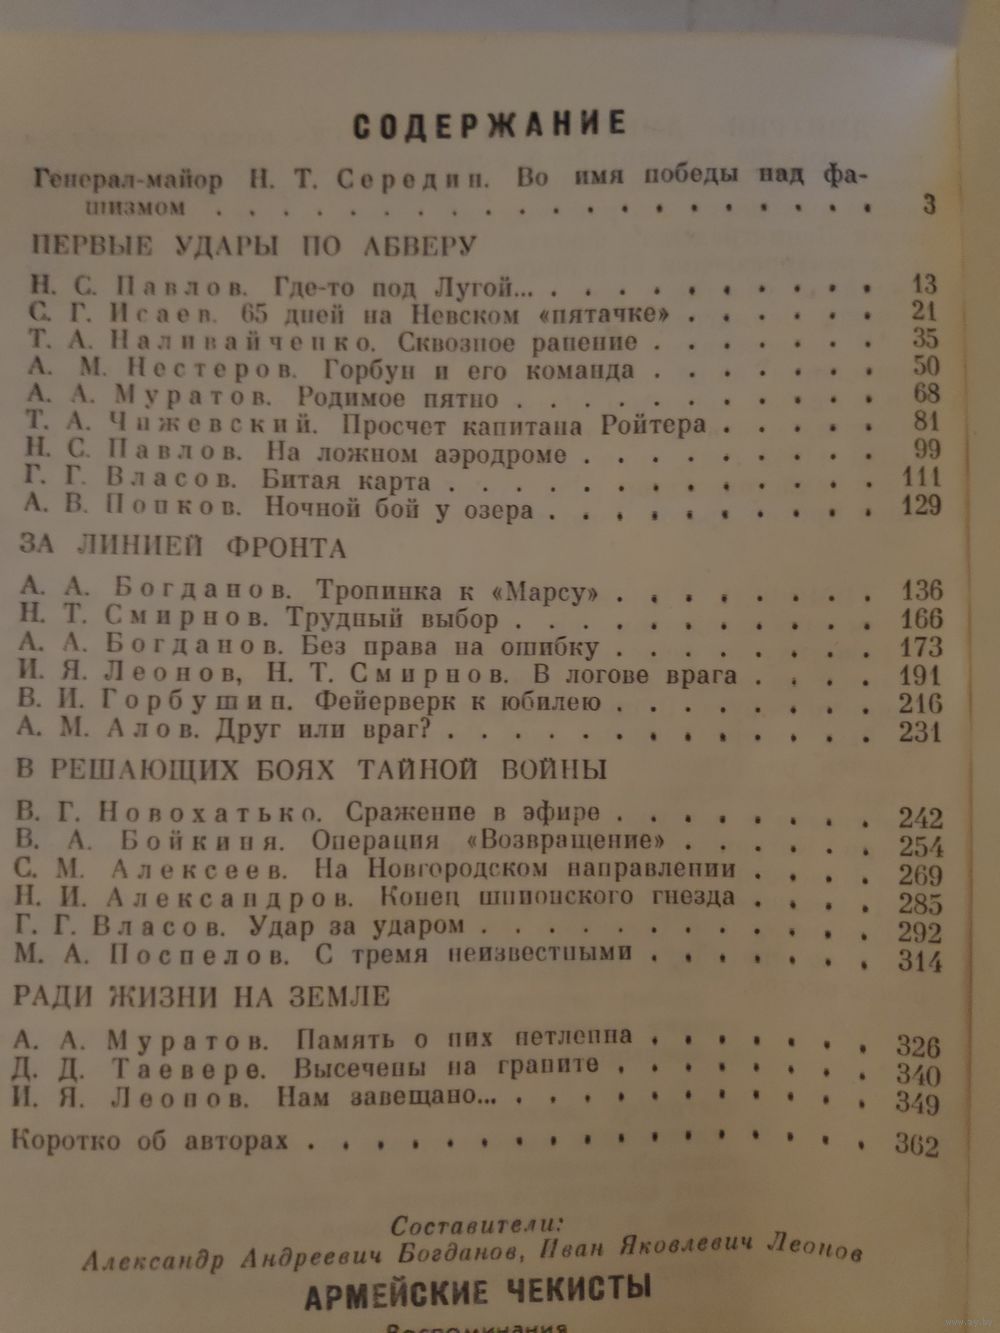 СОДЕРЖАНИЕ
Генерал-майор Н. Т. Середин. Во имя победы над фа-
шизмом . . . . . . . . . . . . . . . . . . . . 3
ПЕРВЫЕ УДАРЫ ПО АБВЕРУ
Н. С. Павлов. Где-то под Лугой... . . . . . . . . . . 13
С. Г. Исаев. 65 дней на Невском «пятачке» . . . . . . 21
Т. А. Наливайченко. Сквозное ранение . . . . . . . 35
А. М. Нестеров. Горбун и его команда . . . . . . . 50
А. А. Муратов. Родимое пятно . . . . . . . . . . . 68
Т. А. Чижевский. Просчет капитана Ройтера . . . . . 81
Н. С. Павлов. На ложном аэродроме . . . . . . . . . 99
Г. Г. Власов. Битая карта . . . . . . . . . . . . . 111
А. В. Попков. Ночной бой у озера . . . . . . . . . . 129
ЗА ЛИНИЕЙ ФРОНТА
А. А. Богданов. Тропинка к «Марсу» . . . . . . . . 136
Н. Т. Смирнов. Трудный выбор . . . . . . . . . . . 166
А. А. Богданов. Без права на ошибку . . . . . . . . 173
И. Я. Леонов, Н. Т. Смирнов. В логове врага . . . . 191
В. И. Горбушин. Фейерверк к юбилею . . . . . . . . 216
А. М. Алов. Друг или враг? . . . . . . . . . . . . . 231
В РЕШАЮЩИХ БОЯХ ТАЙНОЙ ВОЙНЫ
В. Г. Новохатько. Сражение в эфире . . . . . . . . 242
В. А. Бойкиня. Операция «Возвращение» . . . . . . 254
С. М. Алексеев. На Новгородском направлении . . . . 269
Н. И. Александров. Конец шпионского гнезда . . . . 285
Г. Г. Власов. Удар за ударом . . . . . . . . . . . . 292
М. А. Поспелов. С тремя неизвестными . . . . . . . 314
РАДИ ЖИЗНИ НА ЗЕМЛЕ
А. А. Муратов. Память о них нетленна . . . . . . . 326
Д. Д. Таевере. Высечены на граните . . . . . . . . 340
И. Я. Леонов. Нам завещано... . . . . . . . . . . . 349
Коротко об авторах . . . . . . . . . . . . . . . . . 362
Составители:
Александр Андреевич Богданов, Иван Яковлевич Леонов
АРМЕЙСКИЕ ЧЕКИСТЫ
Воспоминания
www.ay.by